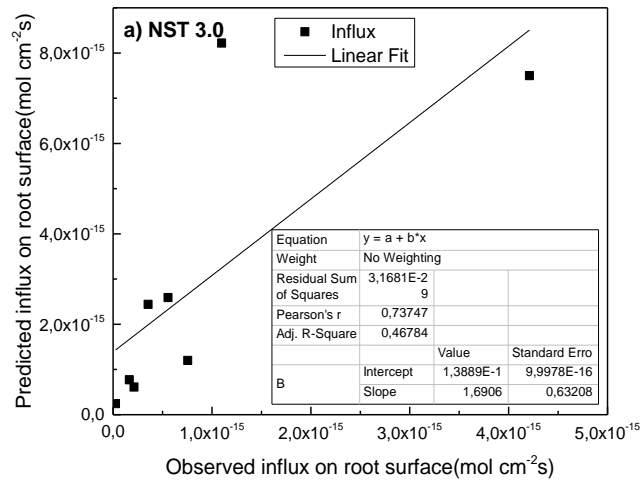 a) NST 3.0
Influx
Linear Fit
8,0x10⁻¹⁵
6,0x10⁻¹⁵
4,0x10⁻¹⁵
2,0x10⁻¹⁵
0,0
Predicted influx on root surface(mol cm⁻²s)
Equation y = a + b*x
Weight No Weighting
Residual Sum of Squares 3,1681E-2
9
Pearson's r 0,73747
Adj. R-Square 0,46784
Value Standard Erro
B Intercept 1,3889E-1 9,9978E-16
Slope 1,6906 0,63208
0,0 1,0x10⁻¹⁵ 2,0x10⁻¹⁵ 3,0x10⁻¹⁵ 4,0x10⁻¹⁵ 5,0x10⁻¹⁵
Observed influx on root surface(mol cm⁻²s)